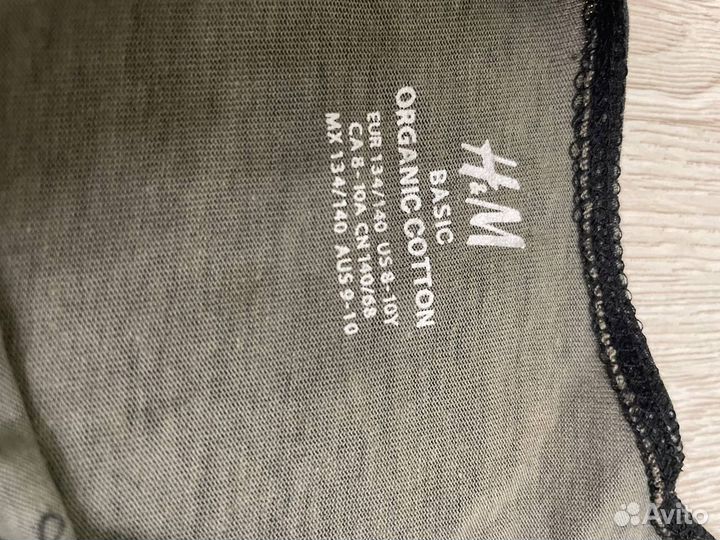 H&M
BASIC
ORGANIC COTTON
EUR 134/140 US 8-10Y
CA 8-10A CN 140/68
MX 134/140 AUS 9-10
Avito